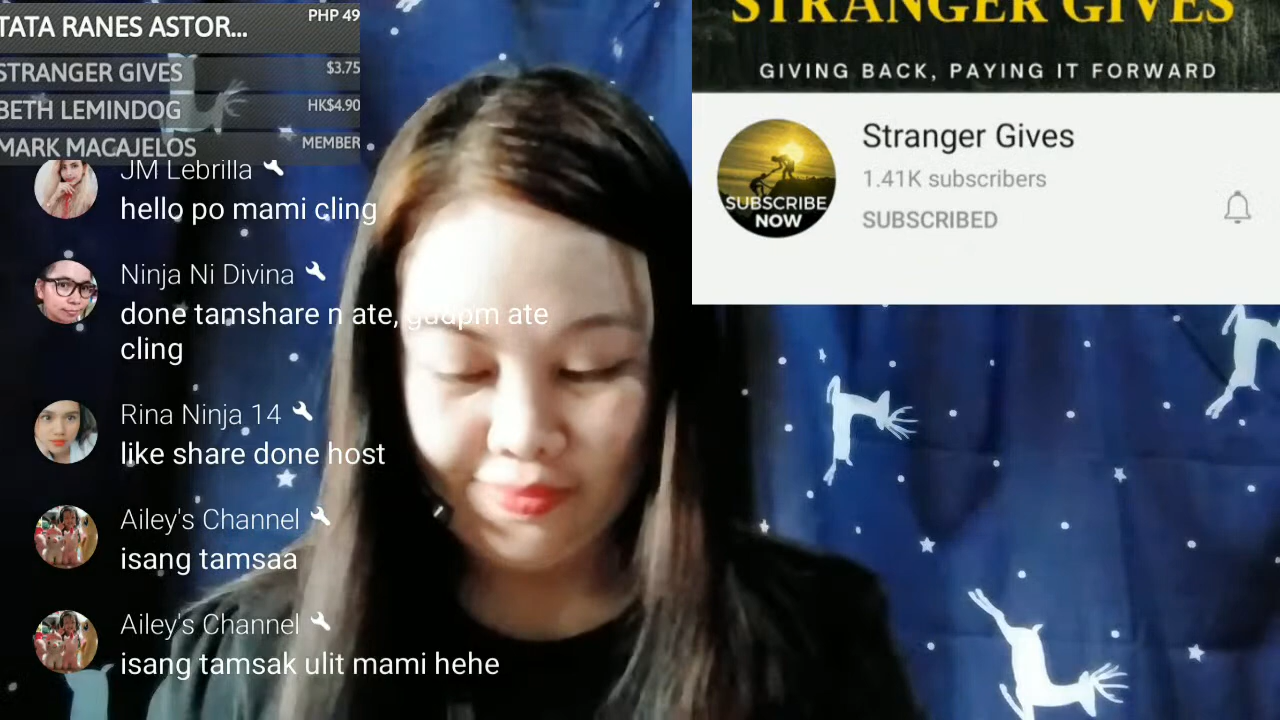 TATA RANES ASTOR...
PHP 49
STRANGER GIVES
$3.75
BETH LEMINDOG
HK$4.90
MARK MACAJELOS
MEMBER
JM Lebrilla
hello po mami cling
Ninja Ni Divina
done tamshare n ate, gudpm ate
cling
Rina Ninja 14
like share done host
Ailey's Channel
isang tamsaa
Ailey's Channel
isang tamsak ulit mami hehe
STRANGER GIVES
GIVING BACK, PAYING IT FORWARD
SUBSCRIBE
NOW
Stranger Gives
1.41K subscribers
SUBSCRIBED